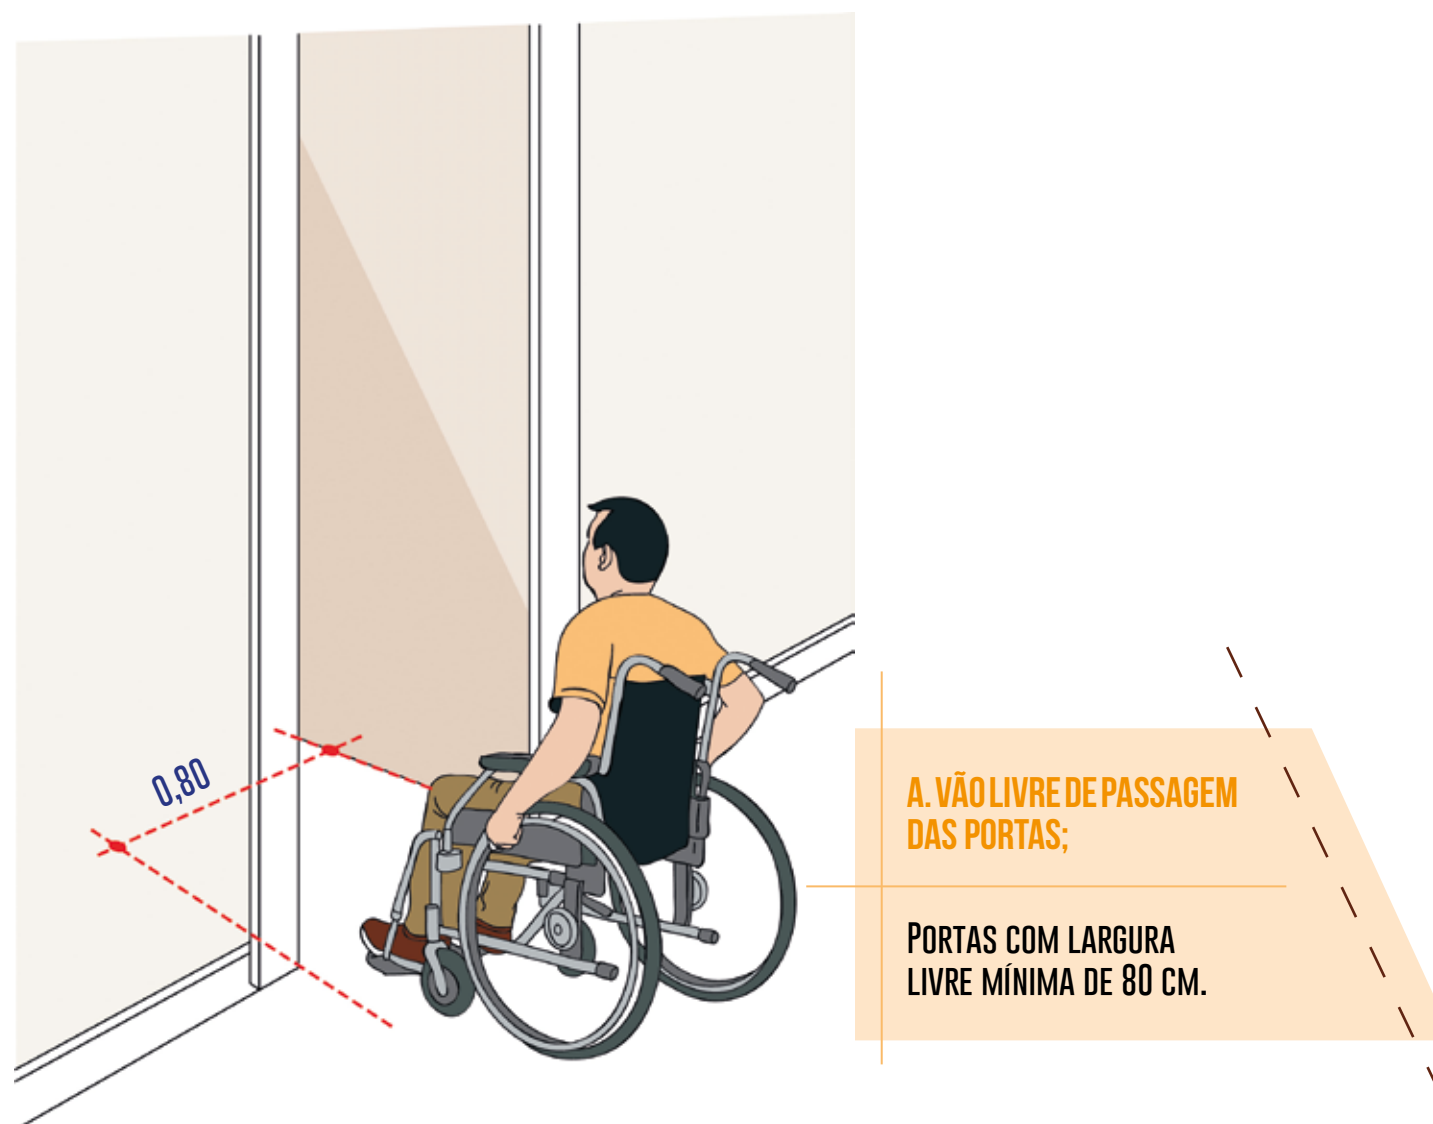 0,80
A. VÃO LIVRE DE PASSAGEM
DAS PORTAS;
PORTAS COM LARGURA
LIVRE MÍNIMA DE 80 CM.